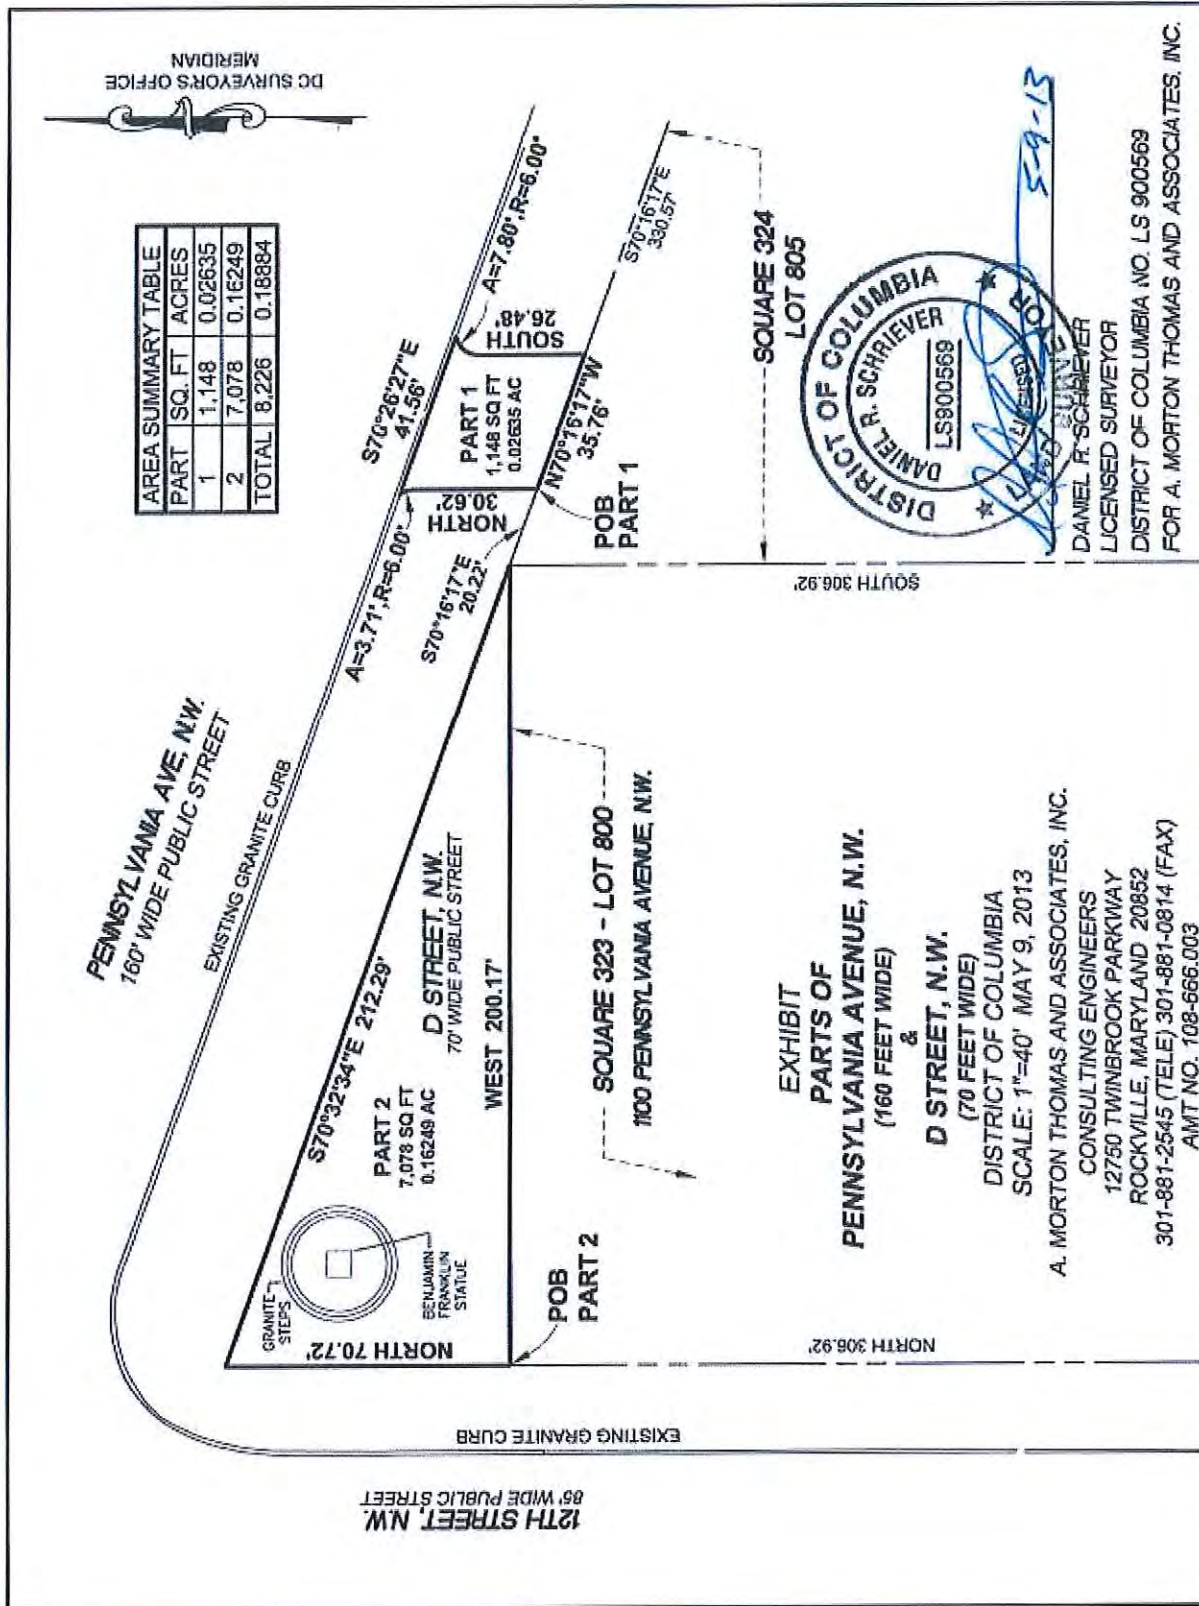 DC SURVEYOR'S OFFICE
MERIDIAN
AREA SUMMARY TABLE
PART SQ. FT ACRES
1 1,148 0.02635
2 7,078 0.16249
TOTAL 8,226 0.18884
PENNSYLVANIA AVE, N.W.
160' WIDE PUBLIC STREET
EXISTING GRANITE CURB
S70°26'27"E
41.56'
A=7.80', R=6.00'
A=3.71', R=6.00'
NORTH
30.62'
PART 1
1,148 SQ FT
0.02635 AC
SOUTH
26.48'
N70°16'17"W
35.76'
S70°16'17"E
330.57'
S70°16'17"E
20.22'
POB
PART 1
S70°32'34"E 212.29'
D STREET, N.W.
70' WIDE PUBLIC STREET
PART 2
7,078 SQ FT
0.16249 AC
GRANITE
STEPS
BENJAMIN
FRANKLIN
STATUE
NORTH 70.72'
WEST 200.17'
POB
PART 2
SQUARE 323 - LOT 800
1100 PENNSYLVANIA AVENUE, N.W.
SQUARE 324
LOT 805
SOUTH 306.92'
NORTH 306.92'
EXISTING GRANITE CURB
12TH STREET, N.W.
85' WIDE PUBLIC STREET
EXHIBIT
PARTS OF
PENNSYLVANIA AVENUE, N.W.
(160 FEET WIDE)
&
D STREET, N.W.
(70 FEET WIDE)
DISTRICT OF COLUMBIA
SCALE: 1"=40' MAY 9, 2013
A. MORTON THOMAS AND ASSOCIATES, INC.
CONSULTING ENGINEERS
12750 TWINBROOK PARKWAY
ROCKVILLE, MARYLAND 20852
301-881-2545 (TELE) 301-881-0814 (FAX)
AMT NO. 108-666.003
DISTRICT OF COLUMBIA
DANIEL R. SCHRIEVER
LS900569
LICENSED
LAND SURVEYOR
5-9-13
DANIEL R. SCHRIEVER
LICENSED SURVEYOR
DISTRICT OF COLUMBIA NO. LS 900569
FOR A. MORTON THOMAS AND ASSOCIATES, INC.